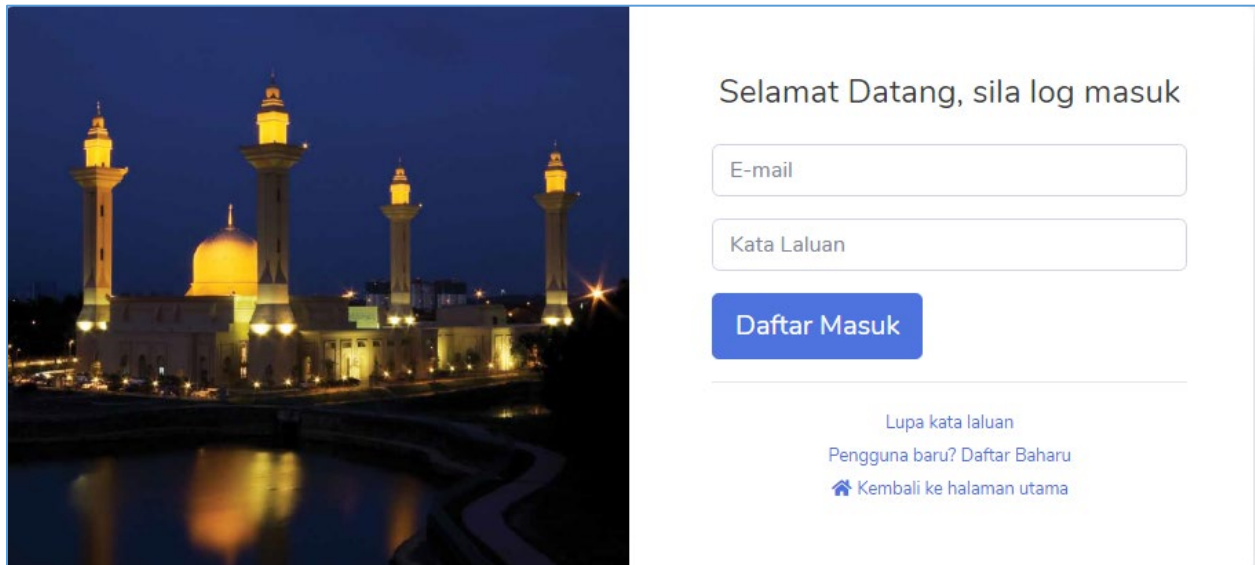 Selamat Datang, sila log masuk
E-mail
Kata Laluan
Daftar Masuk
Lupa kata laluan
Pengguna baru? Daftar Baharu
Kembali ke halaman utama